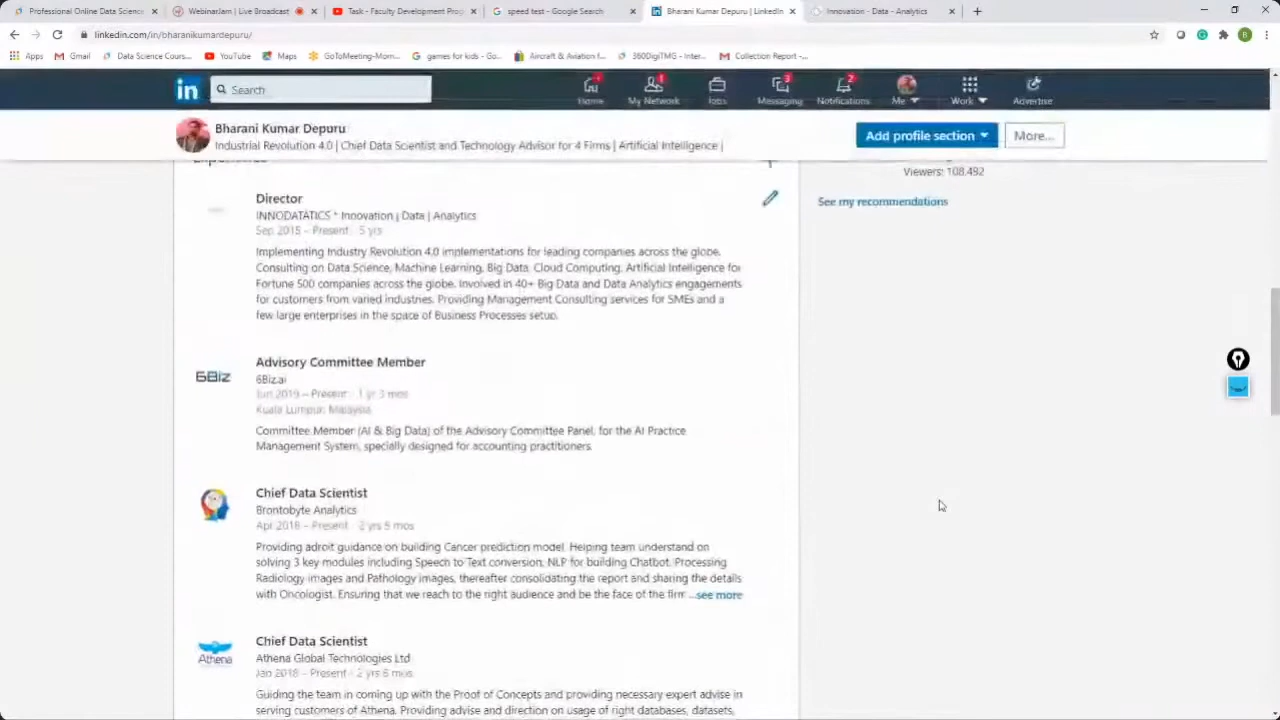 Professional Online Data Scienc
WebinarJam | Live Broadcast
Task - Faculty Development Prog
speed test - Google Search
Bharani Kumar Depuru | LinkedIn
Innovation - Data - Analytics
linkedin.com/in/bharanikumardepuru/
Apps
Gmail
Data Science Cours...
YouTube
Maps
GoToMeeting-Morn...
games for kids - Go...
Aircraft & Aviation f...
360DigiTMG - Inter...
Collection Report -...
in
Search
Home
My Network
Jobs
Messaging
Notifications
Me
Work
Advertise
1
3
2
Bharani Kumar Depuru
Industrial Revolution 4.0 | Chief Data Scientist and Technology Advisor for 4 Firms | Artificial Intelligence |
Add profile section
More...
Viewers: 108,492
See my recommendations
Director
INNODATATICS * Innovation | Data | Analytics
Sep 2015 – Present · 5 yrs
Implementing Industry Revolution 4.0 implementations for leading companies across the globe.
Consulting on Data Science, Machine Learning, Big Data, Cloud Computing, Artificial Intelligence for
Fortune 500 companies across the globe. Involved in 40+ Big Data and Data Analytics engagements
for customers from varied industries. Providing Management Consulting services for SMEs and a
few large enterprises in the space of Business Processes setup.
6Biz
Advisory Committee Member
6Biz.ai
Jun 2019 – Present · 1 yr 3 mos
Kuala Lumpur, Malaysia
Committee Member (AI & Big Data) of the Advisory Committee Panel, for the AI Practice
Management System, specially designed for accounting practitioners.
Chief Data Scientist
Brontobyte Analytics
Apr 2018 – Present · 2 yrs 5 mos
Providing adroit guidance on building Cancer prediction model. Helping team understand on
solving 3 key modules including Speech to Text conversion, NLP for building Chatbot, Processing
Radiology images and Pathology images, thereafter consolidating the report and sharing the details
with Oncologist. Ensuring that we reach to the right audience and be the face of the firm ...see more
Athena
Chief Data Scientist
Athena Global Technologies Ltd
Jan 2018 – Present · 2 yrs 8 mos
Guiding the team in coming up with the Proof of Concepts and providing necessary expert advise in
serving customers of Athena. Providing advise and direction on usage of right databases, datasets,